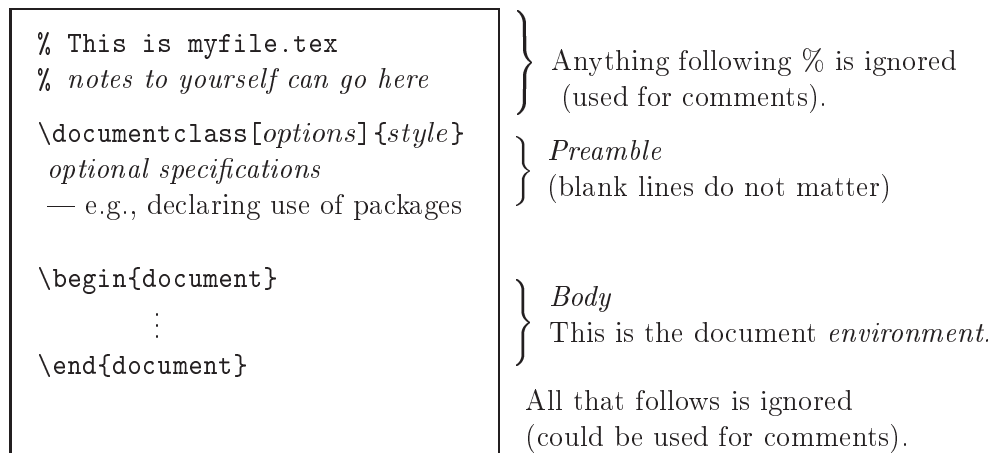 % This is myfile.tex
% notes to yourself can go here
Anything following % is ignored
(used for comments).
\documentclass[options]{style}
optional specifications
— e.g., declaring use of packages
Preamble
(blank lines do not matter)
\begin{document}
⋮
\end{document}
Body
This is the document environment.
All that follows is ignored
(could be used for comments).